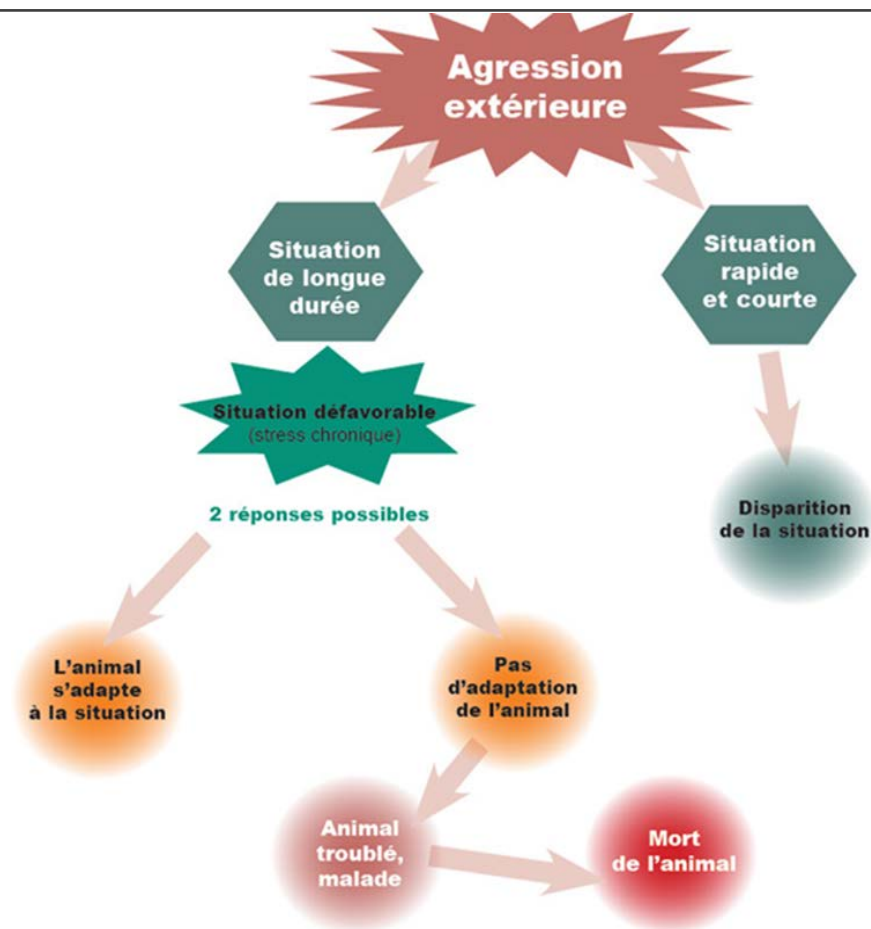 Agression
extérieure
Situation
de longue
durée
Situation
rapide
et courte
Situation défavorable
(stress chronique)
2 réponses possibles
Disparition
de la situation
L'animal
s'adapte
à la situation
Pas
d'adaptation
de l'animal
Animal
troublé,
malade
Mort
de l'animal